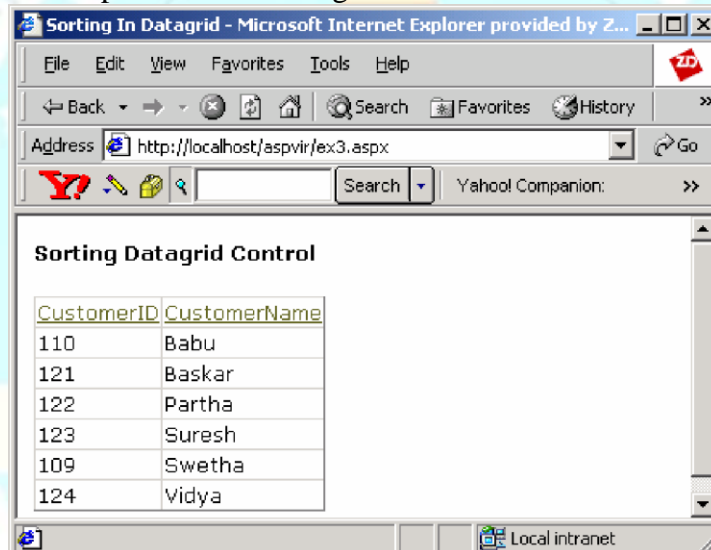 Sorting In Datagrid - Microsoft Internet Explorer provided by Z...
File Edit View Favorites Tools Help
Back Search Favorites History »
Address http://localhost/aspvir/ex3.aspx Go
Y! Search Yahoo! Companion: »
Sorting Datagrid Control
CustomerID CustomerName
110 Babu
121 Baskar
122 Partha
123 Suresh
109 Swetha
124 Vidya
Local intranet